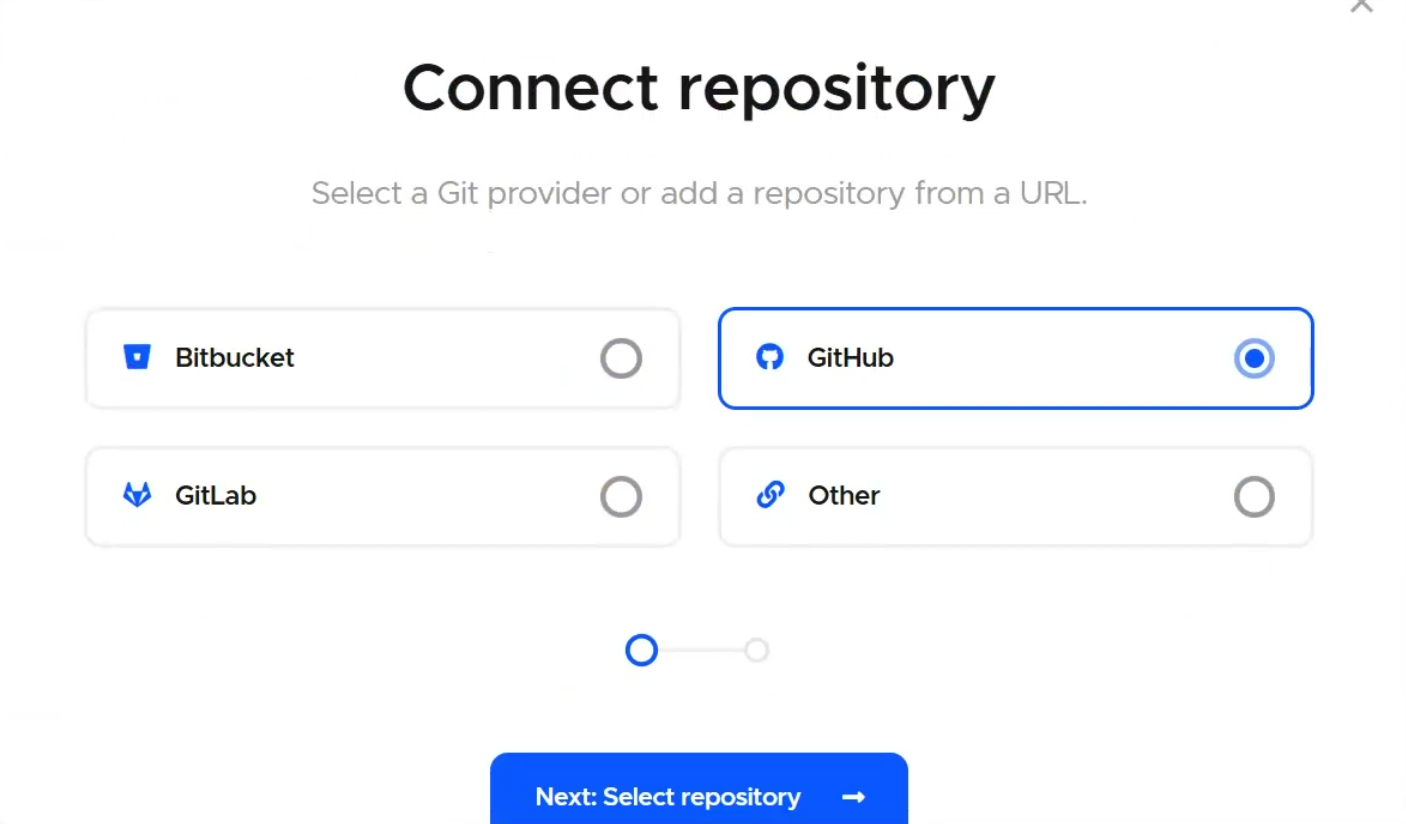 Connect repository
Select a Git provider or add a repository from a URL.
Bitbucket
GitHub
GitLab
Other
Next: Select repository